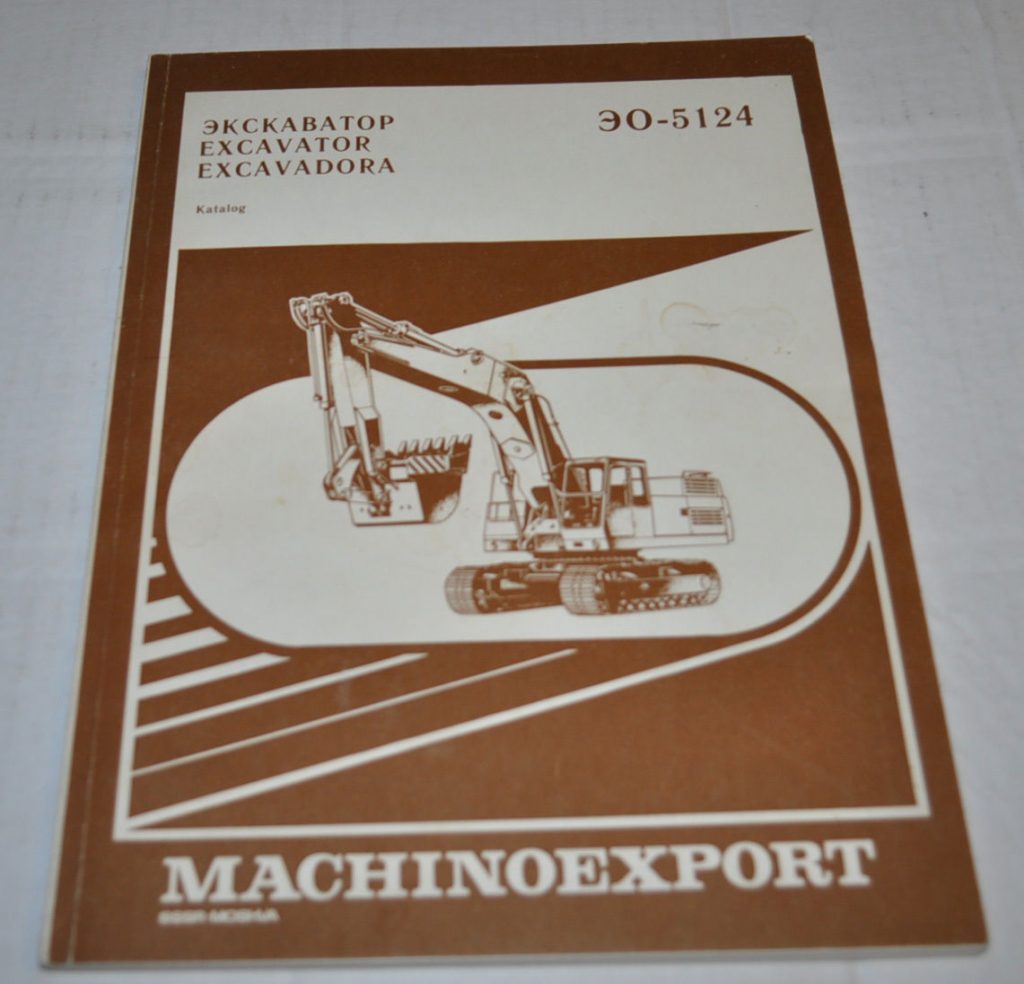 ЭКСКАВАТОР
EXCAVATOR
EXCAVADORA
ЭО-5124
Katalog
MACHINOEXPORT